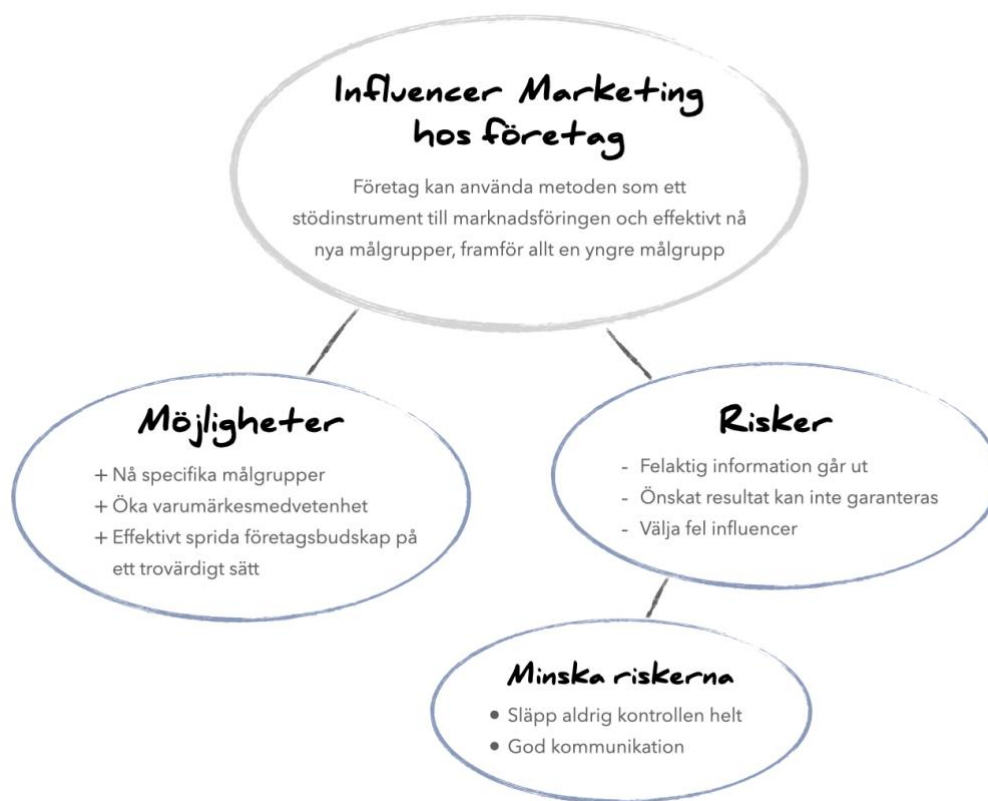 Influencer Marketing
hos företag
Företag kan använda metoden som ett
stödinstrument till marknadsföringen och effektivt nå
nya målgrupper, framför allt en yngre målgrupp
Möjligheter
+ Nå specifika målgrupper
+ Öka varumärkesmedvetenhet
+ Effektivt sprida företagsbudskap på
ett trovärdigt sätt
Risker
- Felaktig information går ut
- Önskat resultat kan inte garanteras
- Välja fel influencer
Minska riskerna
• Släpp aldrig kontrollen helt
• God kommunikation